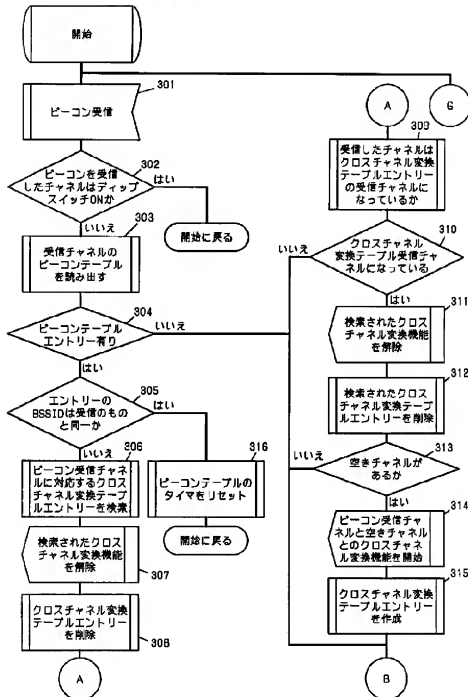 開始
301
ビーコン受信
302
ビーコンを受信
したチャネルはディップ
スイッチONか
はい
いいえ
開始に戻る
303
受信チャネルの
ビーコンテーブル
を読み出す
304
ビーコンテーブル
エントリー有り
いいえ
はい
305
エントリーの
BSSIDは受信のもの
と同一か
はい
いいえ
306
ビーコン受信チャネ
ルに対応するクロス
チャネル変換テーブ
ルエントリーを検索
316
ビーコンテーブルの
タイマをリセット
開始に戻る
検索されたクロス
チャネル変換機能
を解除
307
クロスチャネル変換
テーブルエントリー
を削除
308
A
G
A
309
受信したチャネルは
クロスチャネル変換
テーブルエントリー
の受信チャネルに
なっているか
310
クロスチャネル
変換テーブル受信チャ
ネルになっている
いいえ
はい
311
検索されたクロス
チャネル変換機能
を解除
312
検索されたクロス
チャネル変換テーブ
ルエントリーを削除
313
空きチャネルが
あるか
いいえ
はい
314
ビーコン受信チャ
ネルと空きチャネル
とのクロスチャネル
変換機能を開始
315
クロスチャネル変換
テーブルエントリー
を作成
B